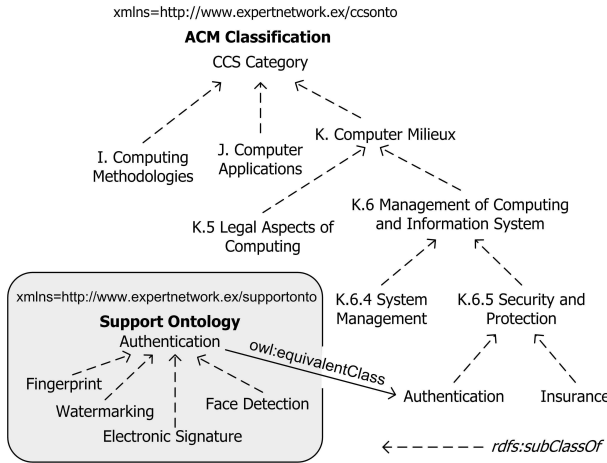 xmlns=http://www.expertnetwork.ex/ccsonto
ACM Classification
CCS Category
I. Computing
Methodologies
J. Computer
Applications
K. Computer Milieux
K.5 Legal Aspects of
Computing
K.6 Management of Computing
and Information System
K.6.4 System
Management
K.6.5 Security and
Protection
Authentication
Insurance
xmlns=http://www.expertnetwork.ex/supportonto
Support Ontology
Authentication
owl:equivalentClass
Fingerprint
Watermarking
Electronic Signature
Face Detection
rdfs:subClassOf